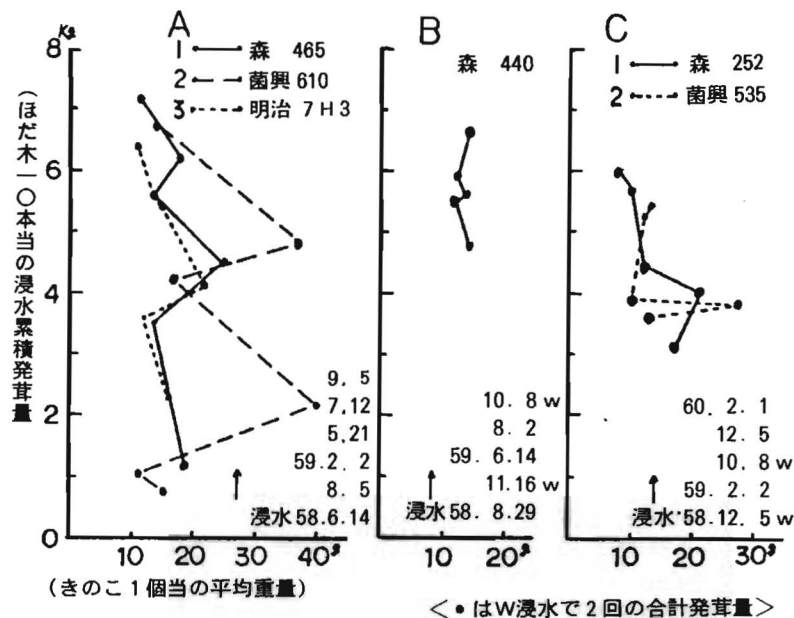 Kg
A
1 森 465
2 菌興 610
3 明治 7H3
B
森 440
C
1 森 252
2 菌興 535
8
6
4
2
0
(ほだ木一〇本当の浸水累積発茸量)
9, 5
7,12
5,21
59.2, 2
8. 5
浸水 58.6.14
10. 8 w
8. 2
59. 6.14
11.16 w
浸水 58. 8.29
60. 2. 1
12. 5
10, 8 w
59. 2. 2
浸水 58.12. 5 w
10 20 30 40g
10 20g
10 20 30g
(きのこ1個当の平均重量)
<●はW浸水で2回の合計発茸量>